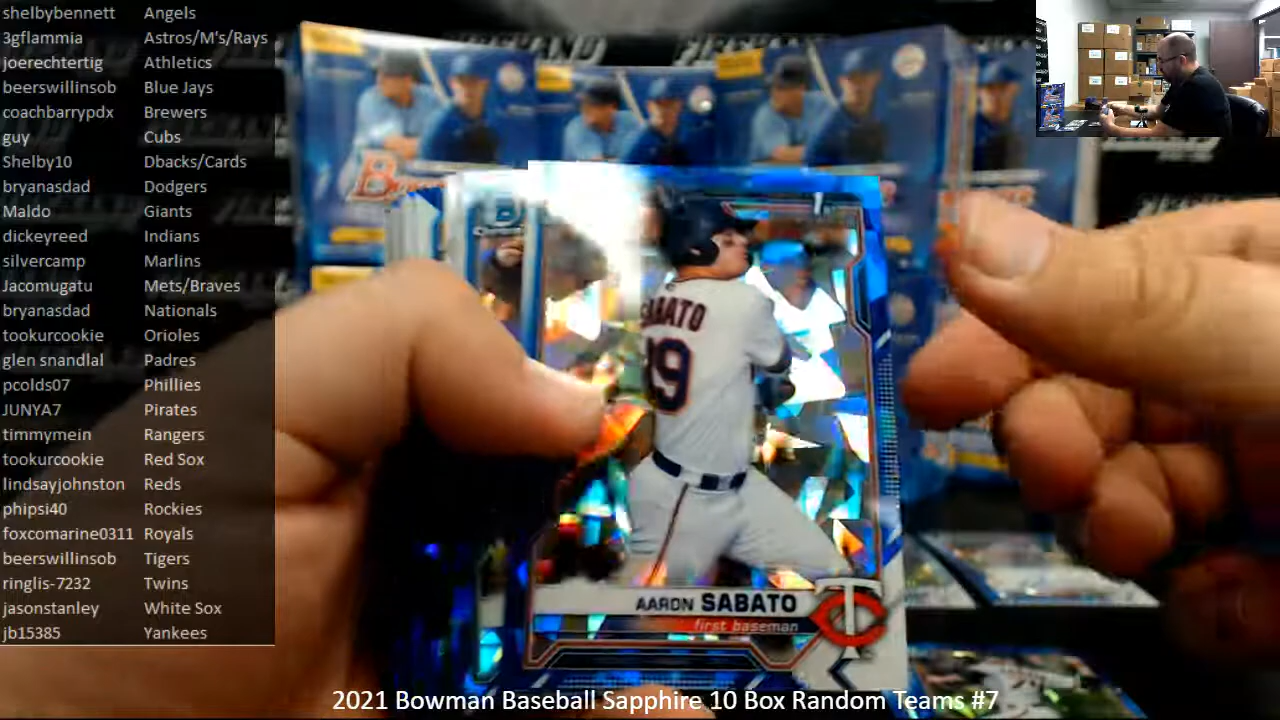 shelbybennett Angels
3gflammia Astros/M's/Rays
joerechtertig Athletics
beerswillinsob Blue Jays
coachbarrypdx Brewers
guy Cubs
Shelby10 Dbacks/Cards
bryanasdad Dodgers
Maldo Giants
dickeyreed Indians
silvercamp Marlins
Jacomugatu Mets/Braves
bryanasdad Nationals
tookurcookie Orioles
glen snandlal Padres
pcolds07 Phillies
JUNYA7 Pirates
timmymein Rangers
tookurcookie Red Sox
lindsayjohnston Reds
phipsi40 Rockies
foxcomarine0311 Royals
beerswillinsob Tigers
ringlis-7232 Twins
jasonstanley White Sox
jb15385 Yankees
SABATO
19
AARON SABATO
first baseman
2021 Bowman Baseball Sapphire 10 Box Random Teams #7